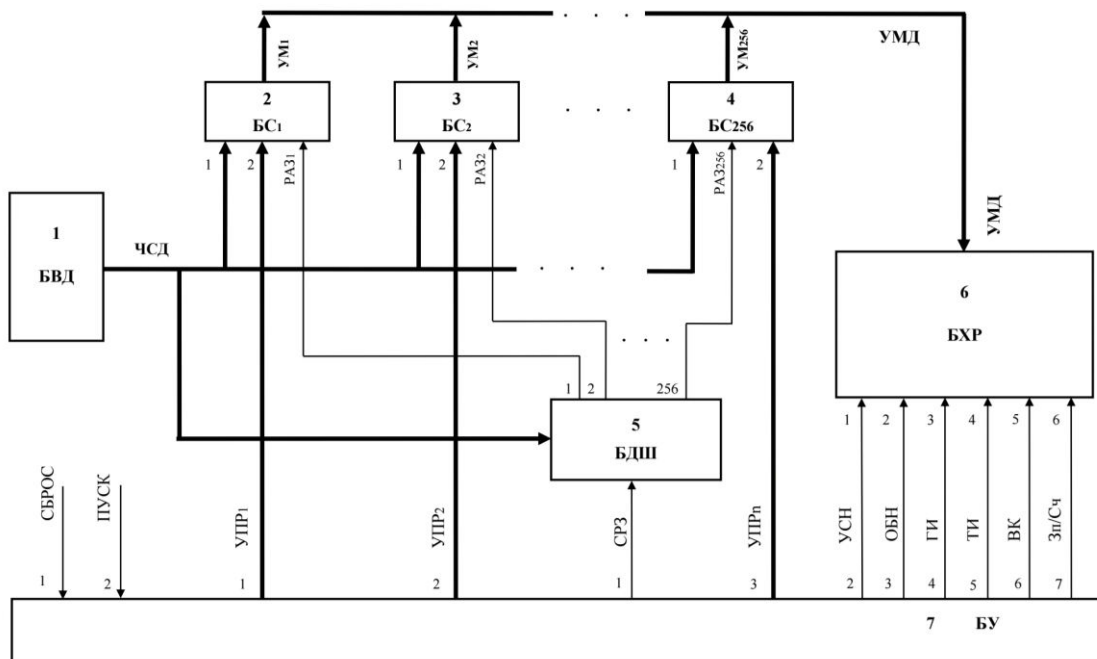 УМД
УМ1
УМ2
УМ256
2
БС1
3
БС2
4
БС256
1
2
РАЗ1
1
2
РАЗ2
1
РАЗ256
2
УМД
1
БВД
ЧСД
6
БХР
1
2
256
5
БДШ
1
2
3
4
5
6
СБРОС
ПУСК
УПР1
УПР2
СРЗ
УПРn
УСН
ОБН
ГИ
ТИ
ВК
Зп/Сч
1
2
1
2
1
3
2
3
4
5
6
7
7 БУ